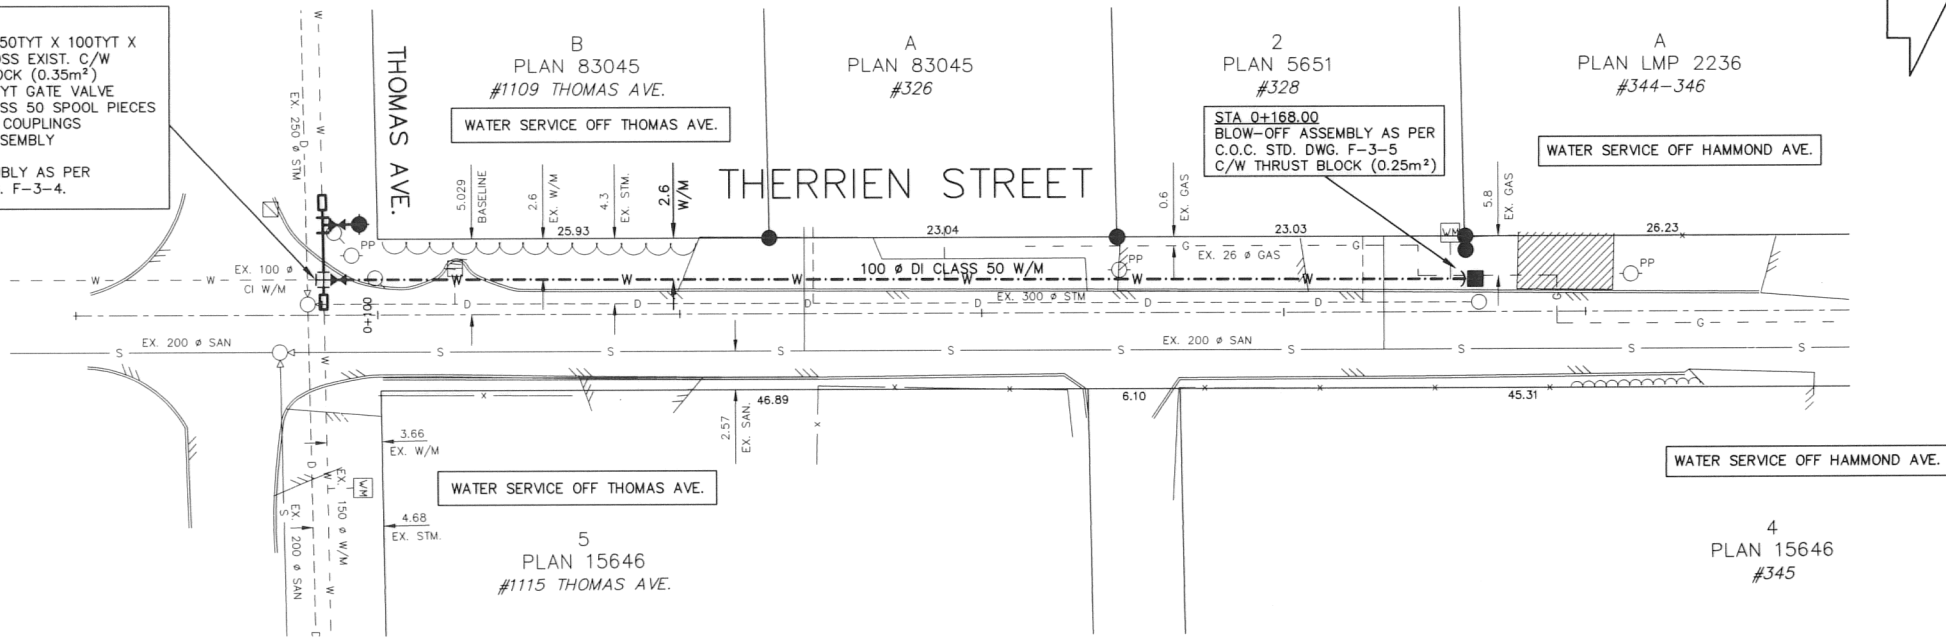 50TYT X 100TYT X
OSS EXIST. C/W
OCK (0.35m²)
YT GATE VALVE
SS 50 SPOOL PIECES
COUPLINGS
SEMBLY
BLY AS PER
. F-3-4.
THOMAS AVE.
B
PLAN 83045
#1109 THOMAS AVE.
WATER SERVICE OFF THOMAS AVE.
A
PLAN 83045
#326
2
PLAN 5651
#328
A
PLAN LMP 2236
#344-346
STA 0+168.00
BLOW-OFF ASSEMBLY AS PER
C.O.C. STD. DWG. F-3-5
C/W THRUST BLOCK (0.25m²)
WATER SERVICE OFF HAMMOND AVE.
THERRIEN STREET
EX. 250 ø STM
5.029
BASELINE
2.6
EX. W/M
4.3
EX. STM.
2.6
W/M
0.6
EX. GAS
5.8
EX. GAS
25.93
23.04
23.03
26.23
PP
PP
PP
WM
EX. 100 ø
CI W/M
100 ø DI CLASS 50 W/M
EX. 26 ø GAS
EX. 300 ø STM
0+100
EX. 200 ø SAN
EX. 200 ø SAN
46.89
6.10
45.31
2.57
EX. SAN.
3.66
EX. W/M
4.68
EX. STM.
WM
EX. 150 ø W/M
EX. 200 ø SAN
WATER SERVICE OFF THOMAS AVE.
5
PLAN 15646
#1115 THOMAS AVE.
WATER SERVICE OFF HAMMOND AVE.
4
PLAN 15646
#345
W W W W W W W W W W
D D D D D D D D
G G G G
S S S S S S S S S S S S S